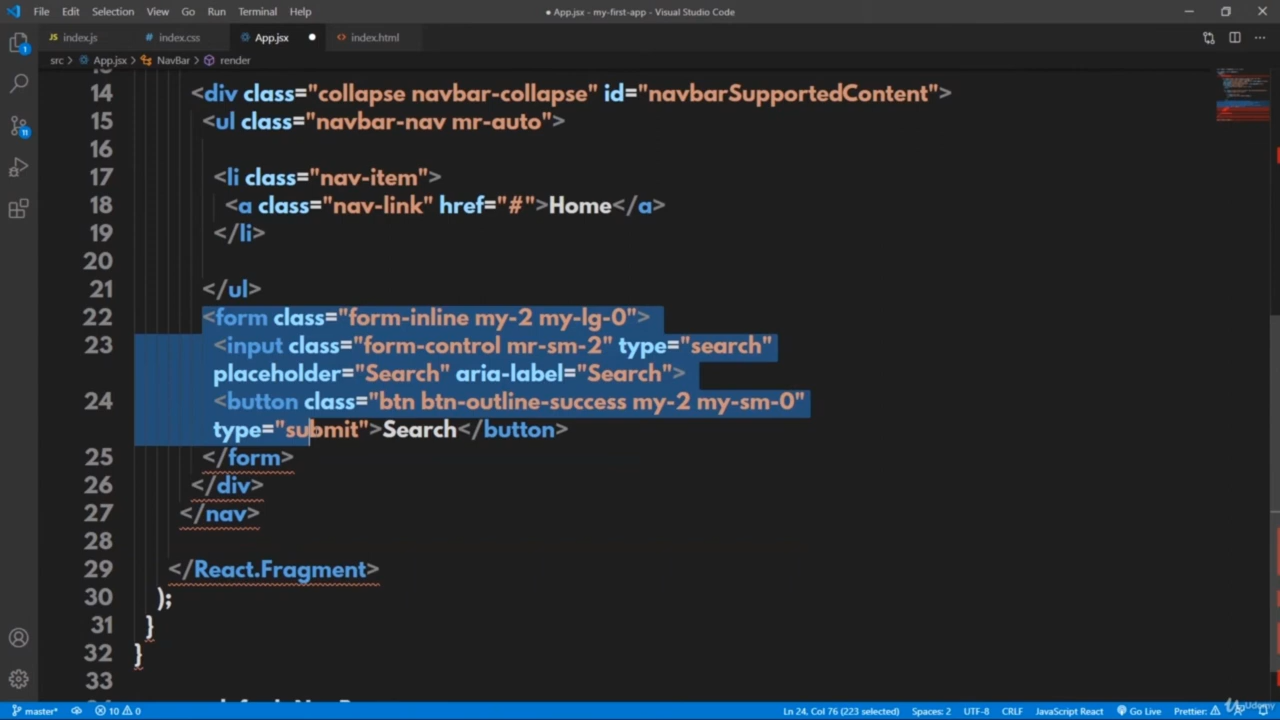 File Edit Selection View Go Run Terminal Help
● App.jsx - my-first-app - Visual Studio Code
JS index.js
index.css
App.jsx ●
<> index.html
src > App.jsx > NavBar > render
1
11
14 <div class="collapse navbar-collapse" id="navbarSupportedContent">
15 <ul class="navbar-nav mr-auto">
16
17 <li class="nav-item">
18 <a class="nav-link" href="#">Home</a>
19 </li>
20
21 </ul>
22 <form class="form-inline my-2 my-lg-0">
23 <input class="form-control mr-sm-2" type="search"
placeholder="Search" aria-label="Search">
24 <button class="btn btn-outline-success my-2 my-sm-0"
type="submit">Search</button>
25 </form>
26 </div>
27 </nav>
28
29 </React.Fragment>
30 );
31 }
32 }
33
master* 10 0 Ln 24, Col 76 (223 selected) Spaces: 2 UTF-8 CRLF JavaScript React Go Live Prettier:
Udemy